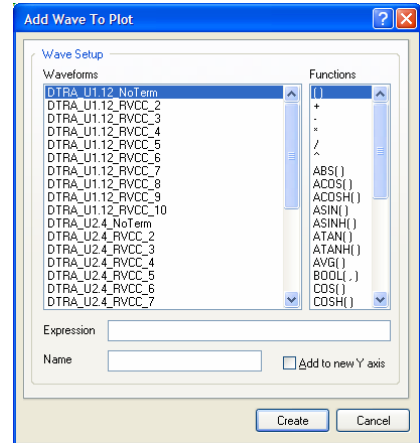 Add Wave To Plot
Wave Setup
Waveforms
DTRA_U1.12_NoTerm
DTRA_U1.12_RVCC_2
DTRA_U1.12_RVCC_3
DTRA_U1.12_RVCC_4
DTRA_U1.12_RVCC_5
DTRA_U1.12_RVCC_6
DTRA_U1.12_RVCC_7
DTRA_U1.12_RVCC_8
DTRA_U1.12_RVCC_9
DTRA_U1.12_RVCC_10
DTRA_U2.4_NoTerm
DTRA_U2.4_RVCC_2
DTRA_U2.4_RVCC_3
DTRA_U2.4_RVCC_4
DTRA_U2.4_RVCC_5
DTRA_U2.4_RVCC_6
DTRA_U2.4_RVCC_7
Functions
( )
+
-
*
/
^
ABS( )
ACOS( )
ACOSH( )
ASIN( )
ASINH( )
ATAN( )
ATANH( )
AVG( )
BOOL( , )
COS( )
COSH( )
Expression
Name
Add to new Y axis
Create
Cancel